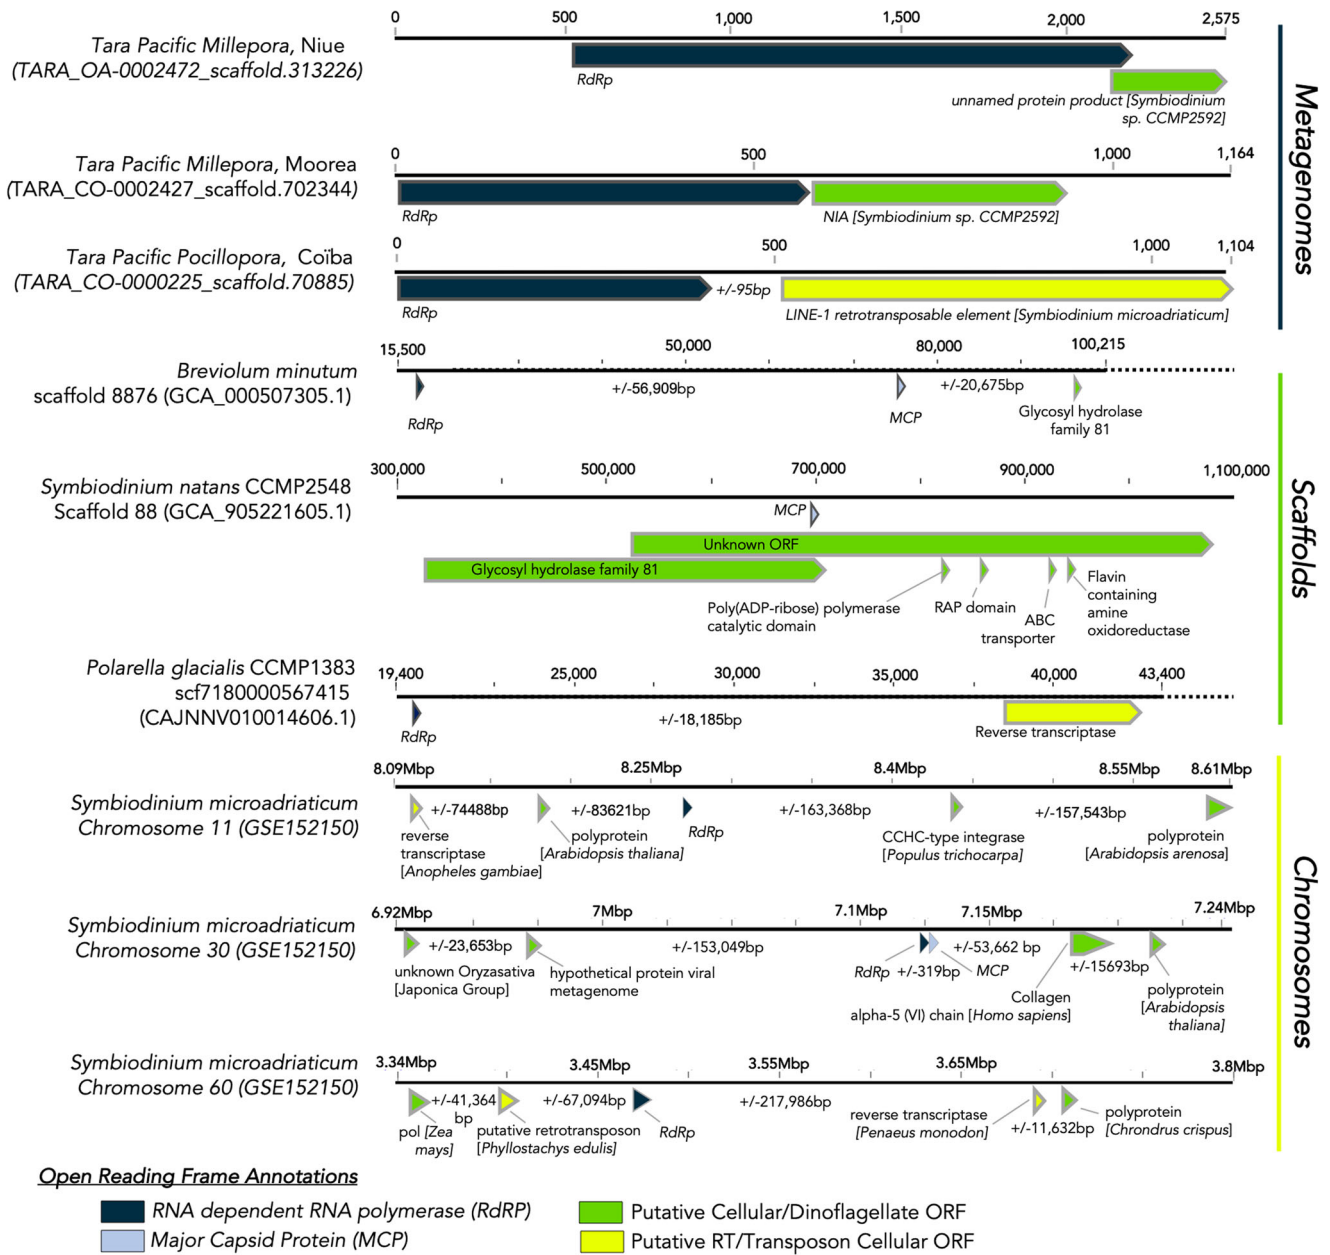 0 500 1,000 1,500 2,000 2,575
Tara Pacific Millepora, Niue
(TARA_OA-0002472_scaffold.313226)
RdRp
unnamed protein product [Symbiodinium
sp. CCMP2592]
0 500 1,000 1,164
Tara Pacific Millepora, Moorea
(TARA_CO-0002427_scaffold.702344)
RdRp
NIA [Symbiodinium sp. CCMP2592]
0 500 1,000 1,104
Tara Pacific Pocillopora, Coïba
(TARA_CO-0000225_scaffold.70885)
+/-95bp
RdRp
LINE-1 retrotransposable element [Symbiodinium microadriaticum]
Metagenomes
15,500 50,000 80,000 100,215
Breviolum minutum
scaffold 8876 (GCA_000507305.1)
+/-56,909bp
+/-20,675bp
RdRp
MCP
Glycosyl hydrolase
family 81
300,000 500,000 700,000 900,000 1,100,000
Symbiodinium natans CCMP2548
Scaffold 88 (GCA_905221605.1)
MCP
Unknown ORF
Glycosyl hydrolase family 81
Poly(ADP-ribose) polymerase
catalytic domain
RAP domain
ABC
transporter
Flavin
containing
amine
oxidoreductase
Polarella glacialis CCMP1383
scf7180000567415
(CAJNNV010014606.1)
19,400 25,000 30,000 35,000 40,000 43,400
RdRp
+/-18,185bp
Reverse transcriptase
Scaffolds
8.09Mbp 8.25Mbp 8.4Mbp 8.55Mbp 8.61Mbp
Symbiodinium microadriaticum
Chromosome 11 (GSE152150)
+/-74488bp
+/-83621bp
+/-163,368bp
+/-157,543bp
reverse
transcriptase
[Anopheles gambiae]
polyprotein
[Arabidopsis thaliana]
RdRp
CCHC-type integrase
[Populus trichocarpa]
polyprotein
[Arabidopsis arenosa]
6.92Mbp 7Mbp 7.1Mbp 7.15Mbp 7.24Mbp
Symbiodinium microadriaticum
Chromosome 30 (GSE152150)
+/-23,653bp
+/-153,049bp
+/-53,662 bp
unknown Oryzasativa
[Japonica Group]
hypothetical protein viral
metagenome
RdRp +/-319bp MCP
+/-15693bp
Collagen
alpha-5 (VI) chain [Homo sapiens]
polyprotein
[Arabidopsis
thaliana]
3.34Mbp 3.45Mbp 3.55Mbp 3.65Mbp 3.8Mbp
Symbiodinium microadriaticum
Chromosome 60 (GSE152150)
+/-41,364
bp
+/-67,094bp
+/-217,986bp
pol [Zea
mays]
putative retrotransposon
[Phyllostachys edulis]
RdRp
reverse transcriptase
[Penaeus monodon]
+/-11,632bp
polyprotein
[Chrondrus crispus]
Chromosomes
Open Reading Frame Annotations
RNA dependent RNA polymerase (RdRP)
Putative Cellular/Dinoflagellate ORF
Major Capsid Protein (MCP)
Putative RT/Transposon Cellular ORF